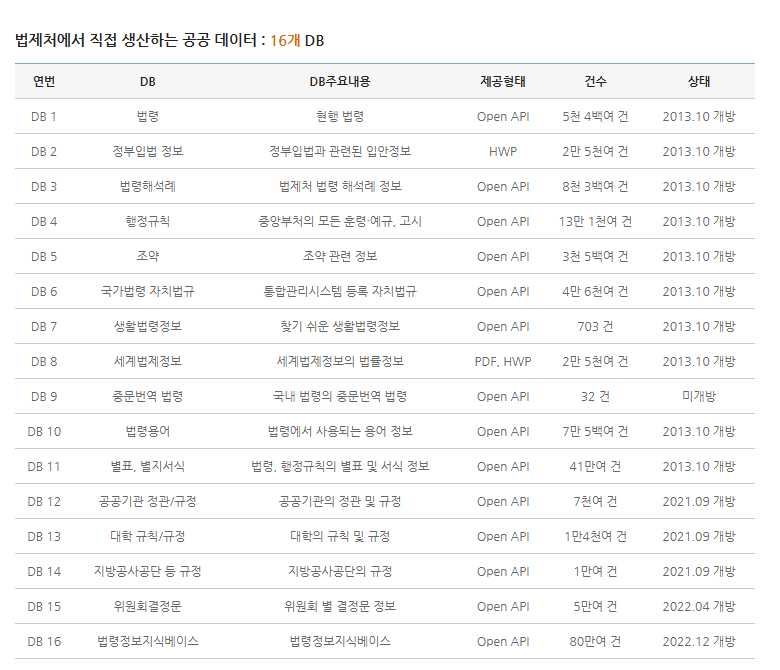 법제처에서 직접 생산하는 공공 데이터 : 16개 DB
연번 DB DB주요내용 제공형태 건수 상태
DB 1 법령 현행 법령 Open API 5천 4백여 건 2013.10 개방
DB 2 정부입법 정보 정부입법과 관련된 입안정보 HWP 2만 5천여 건 2013.10 개방
DB 3 법령해석례 법제처 법령 해석례 정보 Open API 8천 3백여 건 2013.10 개방
DB 4 행정규칙 중앙부처의 모든 훈령·예규, 고시 Open API 13만 1천여 건 2013.10 개방
DB 5 조약 조약 관련 정보 Open API 3천 5백여 건 2013.10 개방
DB 6 국가법령 자치법규 통합관리시스템 등록 자치법규 Open API 4만 6천여 건 2013.10 개방
DB 7 생활법령정보 찾기 쉬운 생활법령정보 Open API 703 건 2013.10 개방
DB 8 세계법제정보 세계법제정보의 법률정보 PDF, HWP 2만 5천여 건 2013.10 개방
DB 9 중문번역 법령 국내 법령의 중문번역 법령 Open API 32 건 미개방
DB 10 법령용어 법령에서 사용되는 용어 정보 Open API 7만 5백여 건 2013.10 개방
DB 11 별표, 별지서식 법령, 행정규칙의 별표 및 서식 정보 Open API 41만여 건 2013.10 개방
DB 12 공공기관 정관/규정 공공기관의 정관 및 규정 Open API 7천여 건 2021.09 개방
DB 13 대학 규칙/규정 대학의 규칙 및 규정 Open API 1만4천여 건 2021.09 개방
DB 14 지방공사공단 등 규정 지방공사공단의 규정 Open API 1만여 건 2021.09 개방
DB 15 위원회결정문 위원회 별 결정문 정보 Open API 5만여 건 2022.04 개방
DB 16 법령정보지식베이스 법령정보지식베이스 Open API 80만여 건 2022.12 개방